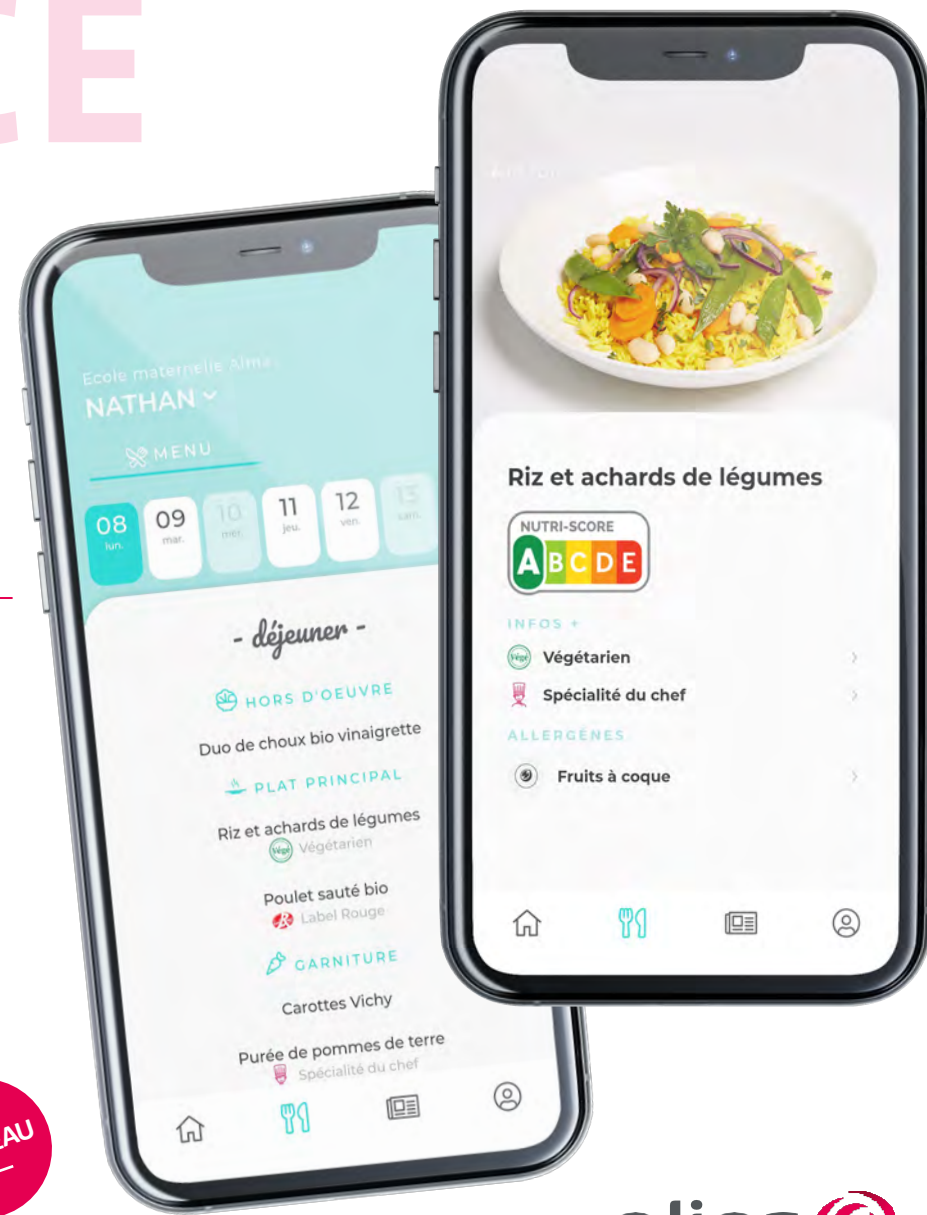 CE
Ecole maternelle Alma
NATHAN
MENU
08
lun.
09
mar.
10
mer.
11
jeu.
12
ven.
13
sam.
- déjeuner -
HORS D'OEUVRE
Duo de choux bio vinaigrette
PLAT PRINCIPAL
Riz et achards de légumes
Végé Végétarien
Poulet sauté bio
Label Rouge
GARNITURE
Carottes Vichy
Purée de pommes de terre
Spécialité du chef
Riz et achards de légumes
NUTRI-SCORE
A B C D E
INFOS +
Végé Végétarien
Spécialité du chef
ALLERGÈNES
Fruits à coque
AU